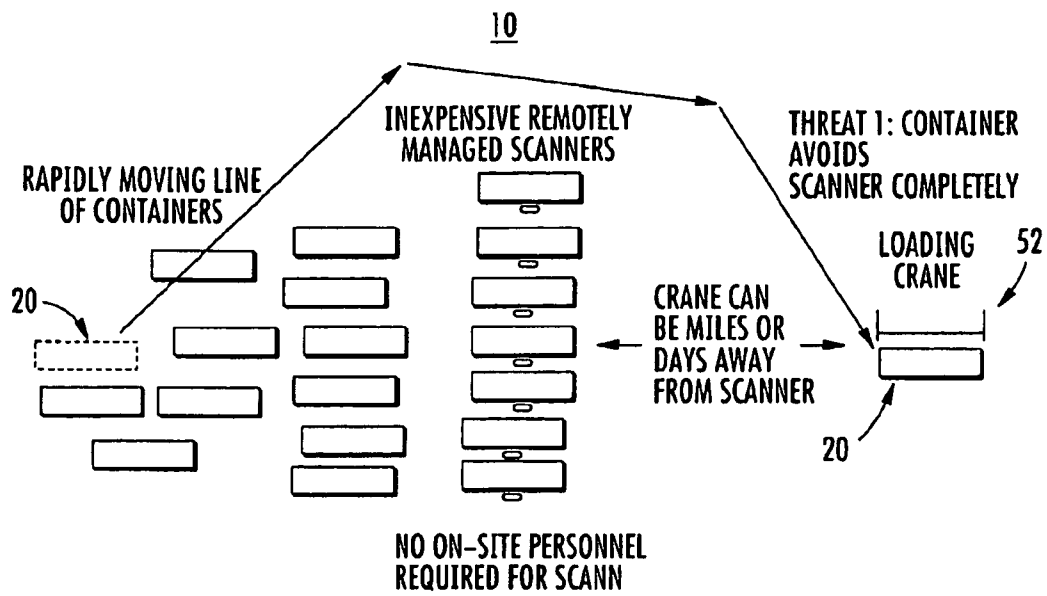 10
INEXPENSIVE REMOTELY
MANAGED SCANNERS
THREAT 1: CONTAINER
AVOIDS
SCANNER COMPLETELY
RAPIDLY MOVING LINE
OF CONTAINERS
LOADING
CRANE
52
20
CRANE CAN
BE MILES OR
DAYS AWAY
FROM SCANNER
20
NO ON-SITE PERSONNEL
REQUIRED FOR SCANN